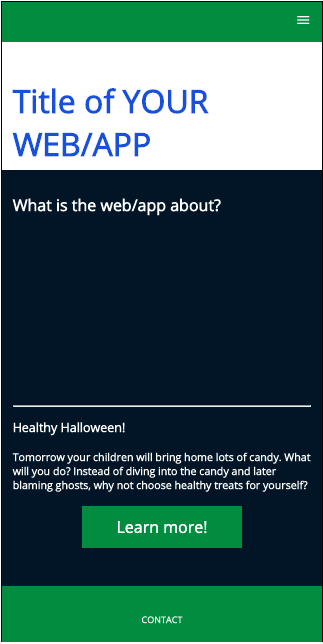 Title of YOUR
WEB/APP
What is the web/app about?
Healthy Halloween!
Tomorrow your children will bring home lots of candy. What
will you do? Instead of diving into the candy and later
blaming ghosts, why not choose healthy treats for yourself?
Learn more!
CONTACT